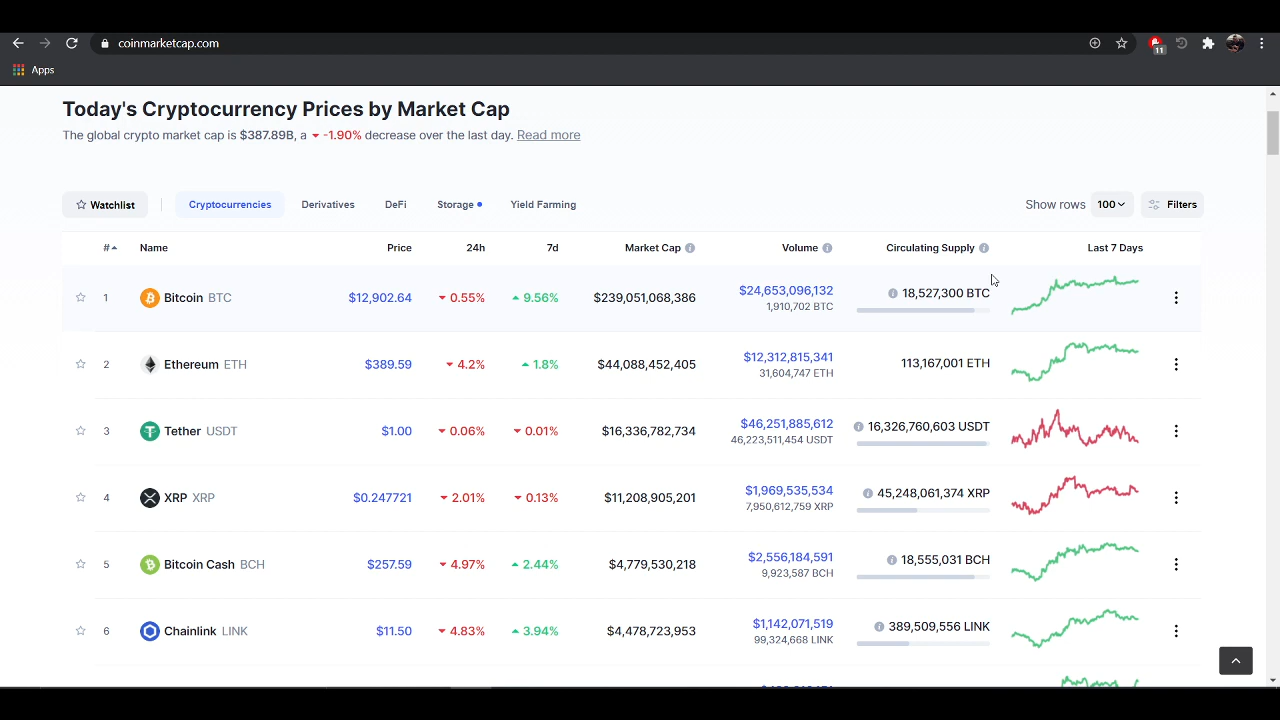 coinmarketcap.com
11
Apps
Today's Cryptocurrency Prices by Market Cap
The global crypto market cap is $387.89B, a -1.90% decrease over the last day. Read more
Watchlist Cryptocurrencies Derivatives DeFi Storage Yield Farming Show rows 100 Filters
# Name Price 24h 7d Market Cap Volume Circulating Supply Last 7 Days
1 Bitcoin BTC $12,902.64 0.55% 9.56% $239,051,068,386 $24,653,096,132 18,527,300 BTC
1,910,702 BTC
2 Ethereum ETH $389.59 4.2% 1.8% $44,088,452,405 $12,312,815,341 113,167,001 ETH
31,604,747 ETH
3 Tether USDT $1.00 0.06% 0.01% $16,336,782,734 $46,251,885,612 16,326,760,603 USDT
46,223,511,454 USDT
4 XRP XRP $0.247721 2.01% 0.13% $11,208,905,201 $1,969,535,534 45,248,061,374 XRP
7,950,612,759 XRP
5 Bitcoin Cash BCH $257.59 4.97% 2.44% $4,779,530,218 $2,556,184,591 18,555,031 BCH
9,923,587 BCH
6 Chainlink LINK $11.50 4.83% 3.94% $4,478,723,953 $1,142,071,519 389,509,556 LINK
99,324,668 LINK